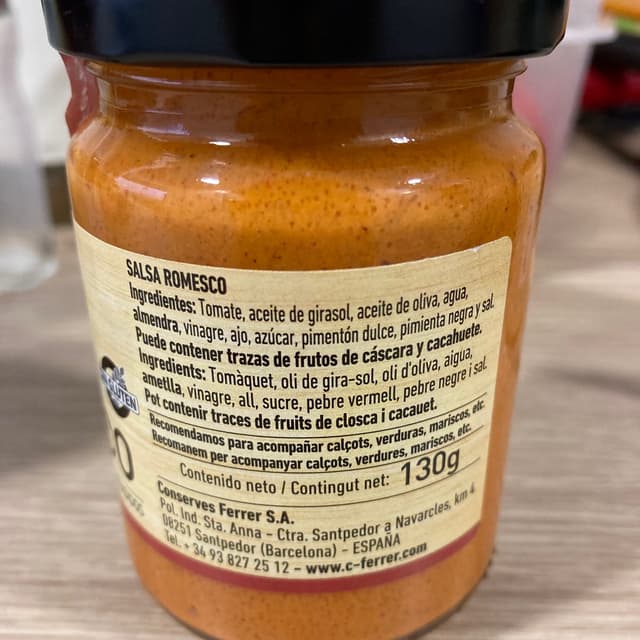 SALSA ROMESCO
Ingredientes: Tomate, aceite de girasol, aceite de oliva, agua,
almendra, vinagre, ajo, azúcar, pimentón dulce, pimienta negra y sal.
Puede contener trazas de frutos de cáscara y cacahuete.
Ingredients: Tomàquet, oli de gira-sol, oli d'oliva, aigua,
ametlla, vinagre, all, sucre, pebre vermell, pebre negre i sal.
Pot contenir traces de fruits de closca i cacauet.
Recomendamos para acompañar calçots, verduras, mariscos, etc.
Recomanem per acompanyar calçots, verdures, mariscos, etc.
Contenido neto / Contingut net: 130g
Conserves Ferrer S.A.
Pol. Ind. Sta. Anna - Ctra. Santpedor a Navarcles, km 4
08251 Santpedor (Barcelona) - ESPAÑA
Tel. + 34 93 827 25 12 - www.c-ferrer.com
GLUTEN